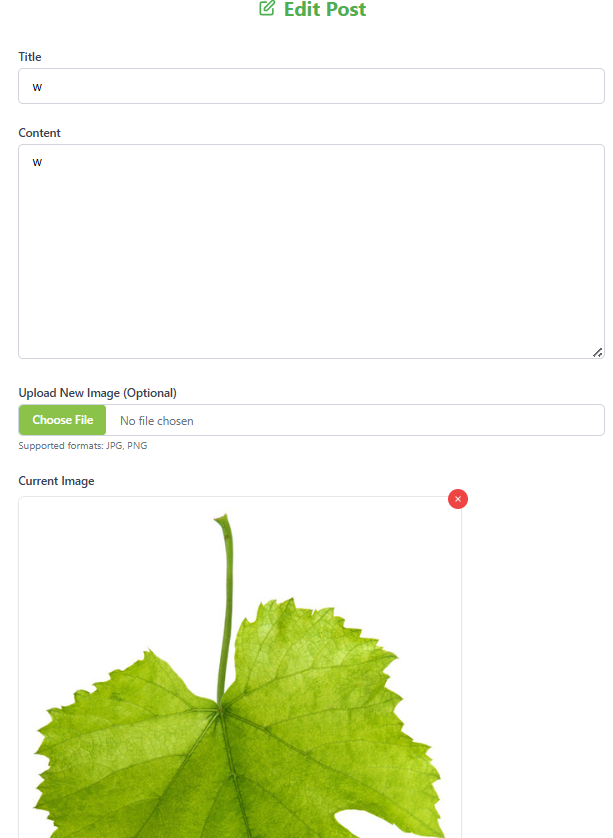 Edit Post
Title
w
Content
w
Upload New Image (Optional)
Choose File No file chosen
Supported formats: JPG, PNG
Current Image